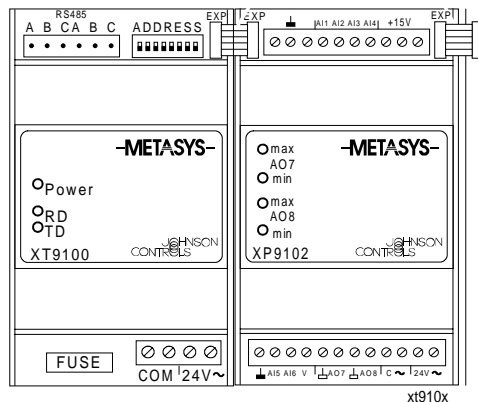 RS485
A B C A B C
ADDRESS
EXP
EXP
AI1 AI2 AI3 AI4 +15V
EXP
METASYS
Power
RD
TD
JOHNSON
CONTROLS
XT9100
FUSE
COM 24V~
METASYS
max
AO7
min
max
AO8
min
JOHNSON
CONTROLS
XP9102
AI5 AI6 V AO7 AO8 C ~ 24V~
xt910x